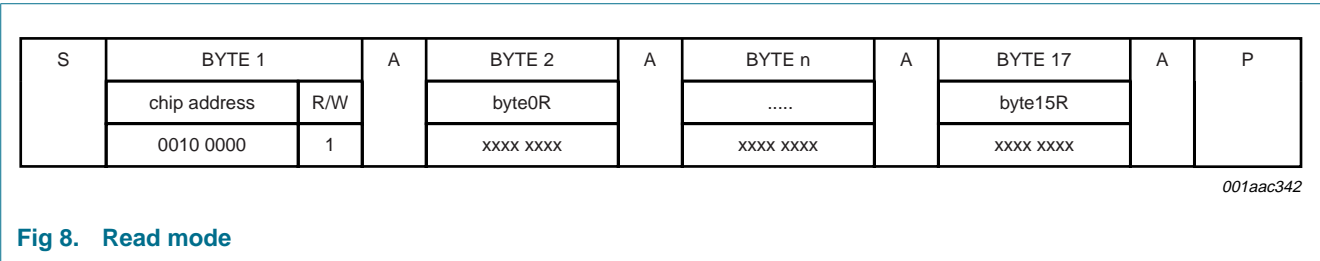 S BYTE 1 A BYTE 2 A BYTE n A BYTE 17 A P
chip address R/W byte0R ..... byte15R
0010 0000 1 xxxx xxxx xxxx xxxx xxxx xxxx
001aac342
Fig 8. Read mode